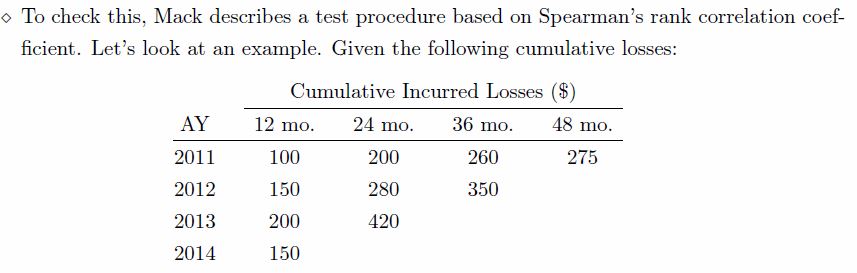 ⋄ To check this, Mack describes a test procedure based on Spearman's rank correlation coef-
ficient. Let's look at an example. Given the following cumulative losses:
Cumulative Incurred Losses ($)
AY 12 mo. 24 mo. 36 mo. 48 mo.
2011 100 200 260 275
2012 150 280 350
2013 200 420
2014 150